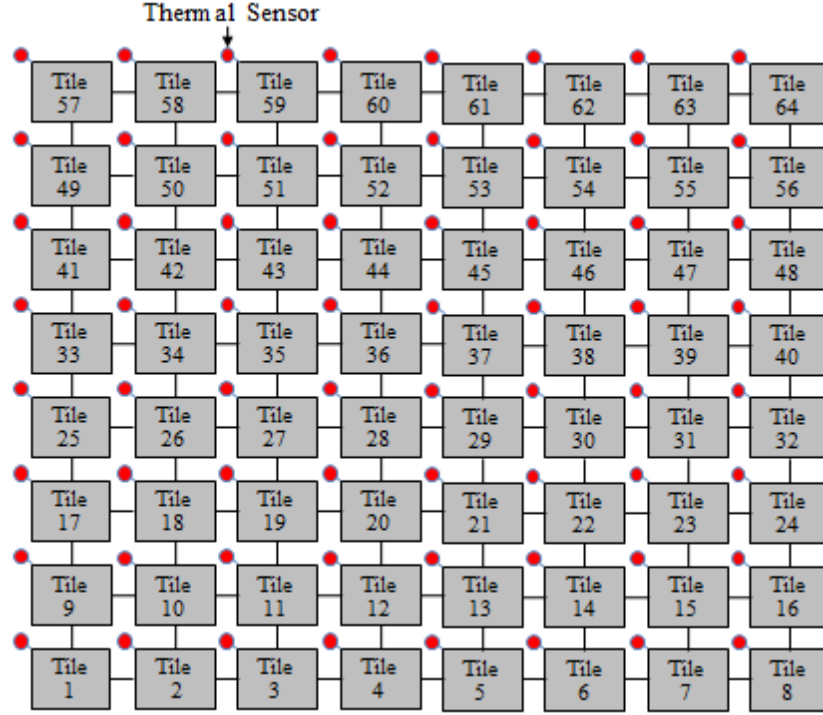 Thermal Sensor
Tile Tile Tile Tile Tile Tile Tile Tile
57 58 59 60 61 62 63 64
Tile Tile Tile Tile Tile Tile Tile Tile
49 50 51 52 53 54 55 56
Tile Tile Tile Tile Tile Tile Tile Tile
41 42 43 44 45 46 47 48
Tile Tile Tile Tile Tile Tile Tile Tile
33 34 35 36 37 38 39 40
Tile Tile Tile Tile Tile Tile Tile Tile
25 26 27 28 29 30 31 32
Tile Tile Tile Tile Tile Tile Tile Tile
17 18 19 20 21 22 23 24
Tile Tile Tile Tile Tile Tile Tile Tile
9 10 11 12 13 14 15 16
Tile Tile Tile Tile Tile Tile Tile Tile
1 2 3 4 5 6 7 8